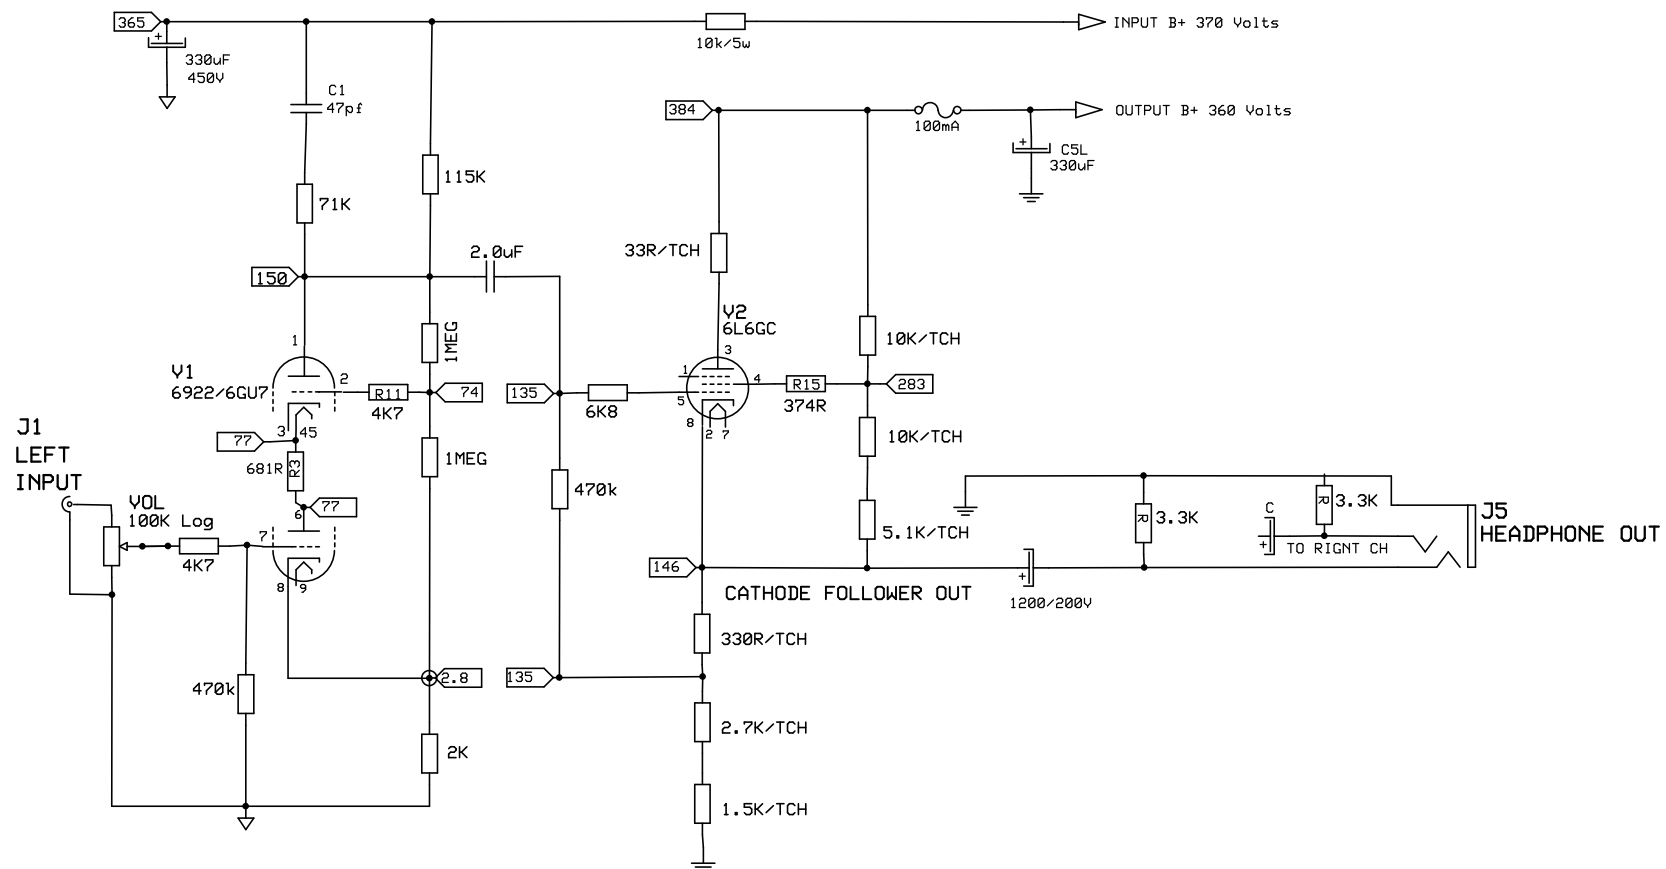 365
+
330uF
450V
10k/5w
INPUT B+ 370 Volts
C1
47pf
384
100mA
OUTPUT B+ 360 Volts
+
C5L
330uF
115K
71K
2.0uF
33R/TCH
150
V2
6L6GC
1MEG
10K/TCH
1
3
V1
6922/6GU7
2
R11
4K7
74
135
6K8
1
5
4
8
2 7
R15
374R
283
3
45
77
681R
R3
1MEG
10K/TCH
J1
LEFT
INPUT
VOL
100K Log
77
6
470k
5.1K/TCH
R
3.3K
R
3.3K
C
+
TO RIGNT CH
J5
HEADPHONE OUT
7
4K7
8
9
146
CATHODE FOLLOWER OUT
+
1200/200V
330R/TCH
2.8
135
470k
2.7K/TCH
2K
1.5K/TCH